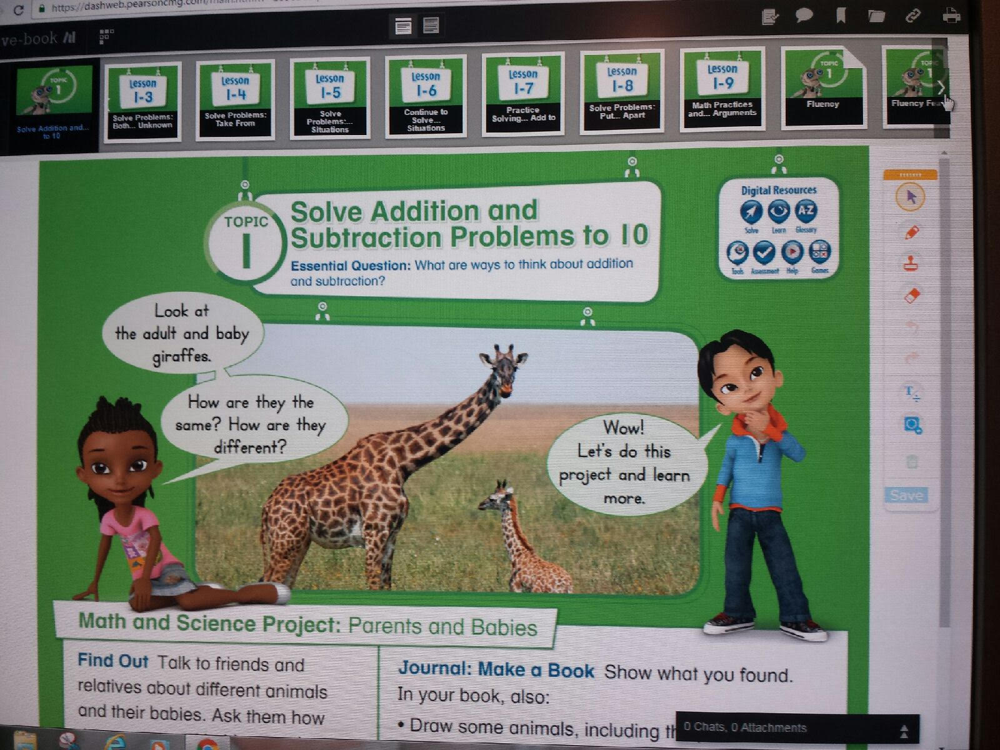 https://dashweb.pearsoncmg.com/main.html
ve-book
TOPIC
1
Solve Addition and...
to 10
Lesson
1-3
Solve Problems:
Both... Unknown
Lesson
1-4
Solve Problems:
Take From
Lesson
1-5
Solve
Problems:...
Situations
Lesson
1-6
Continue to
Solve...
Situations
Lesson
1-7
Practice
Solving... Add to
Lesson
1-8
Solve Problems:
Put... Apart
Lesson
1-9
Math Practices
and... Arguments
TOPIC
1
Fluency
TOPIC
1
Fluency Fea
TOPIC
1
Solve Addition and
Subtraction Problems to 10
Essential Question: What are ways to think about addition
and subtraction?
Digital Resources
A-Z
Solve Learn Glossary
Tools Assessment Help Games
Look at
the adult and baby
giraffes.
How are they the
same? How are they
different?
Wow!
Let's do this
project and learn
more.
T
Save
Math and Science Project: Parents and Babies
Find Out Talk to friends and
relatives about different animals
and their babies. Ask them how
Journal: Make a Book Show what you found.
In your book, also:
• Draw some animals, including
0 Chats, 0 Attachments